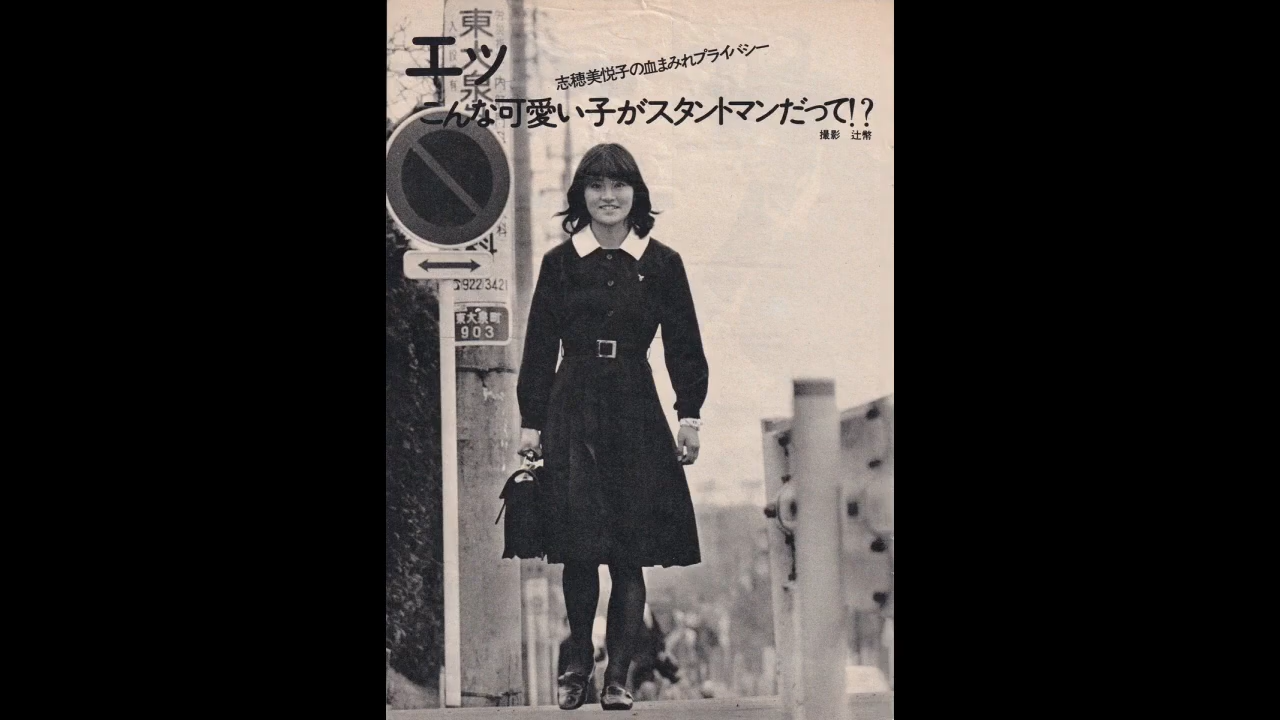 エッ
志穂美悦子の血まみれプライバシー
こんな可愛い子がスタントマンだって!?
撮影 辻幣
東
泉
科
922 3421
東大泉町
903